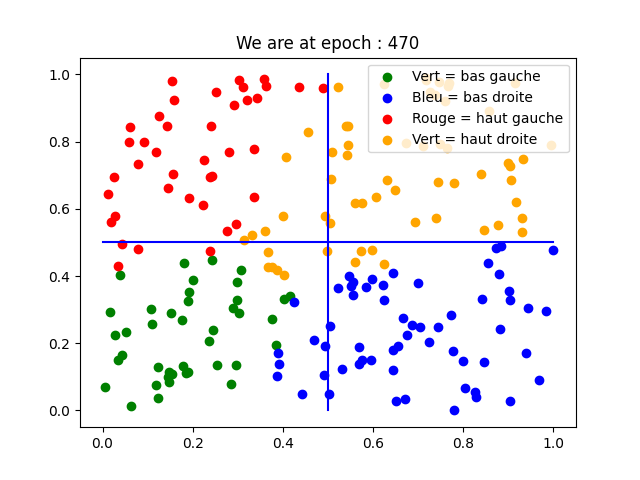 We are at epoch : 470
Vert = bas gauche
Bleu = bas droite
Rouge = haut gauche
Vert = haut droite
1.0
0.8
0.6
0.4
0.2
0.0
0.0 0.2 0.4 0.6 0.8 1.0